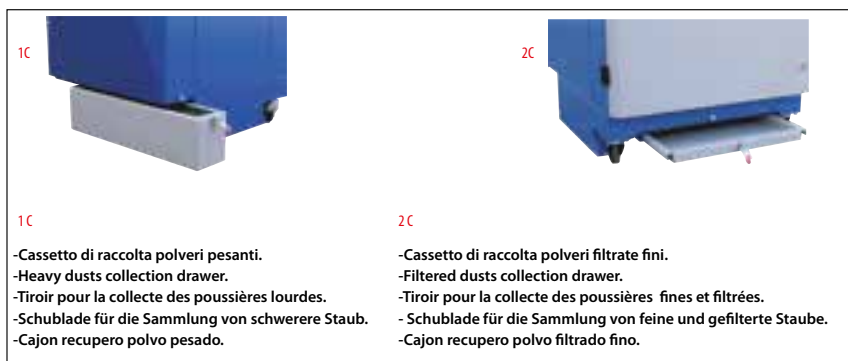 1C
2C
1 C
-Cassetto di raccolta polveri pesanti.
-Heavy dusts collection drawer.
-Tiroir pour la collecte des poussières lourdes.
-Schublade für die Sammlung von schwerere Staub.
-Cajon recupero polvo pesado.
2 C
-Cassetto di raccolta polveri filtrate fini.
-Filtered dusts collection drawer.
-Tiroir pour la collecte des poussières  fines et filtrées.
- Schublade für die Sammlung von feine und gefilterte Staube.
-Cajon recupero polvo filtrado fino.